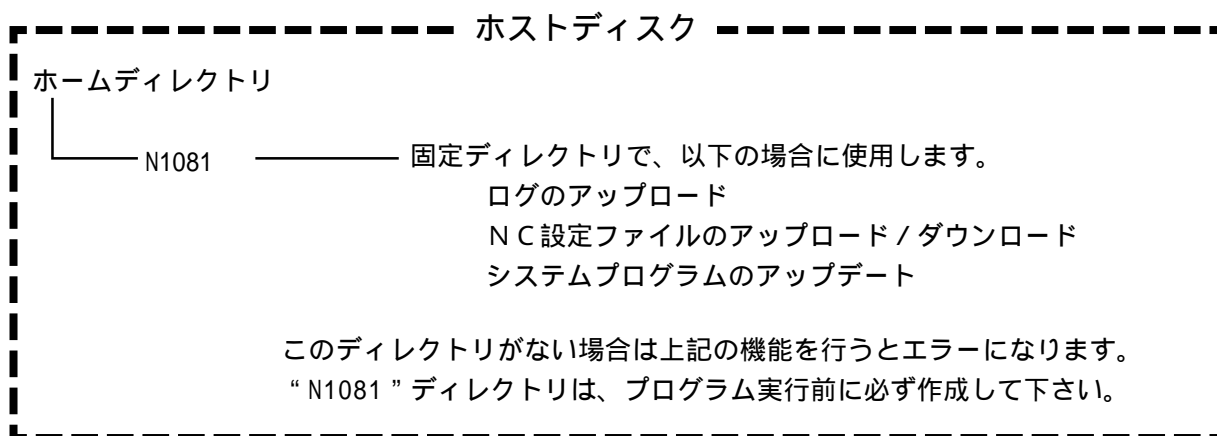 ホストディスク
ホームディレクトリ
N1081 固定ディレクトリで、以下の場合に使用します。
ログのアップロード
ＮＣ設定ファイルのアップロード／ダウンロード
システムプログラムのアップデート
このディレクトリがない場合は上記の機能を行うとエラーになります。
“N1081”ディレクトリは、プログラム実行前に必ず作成して下さい。